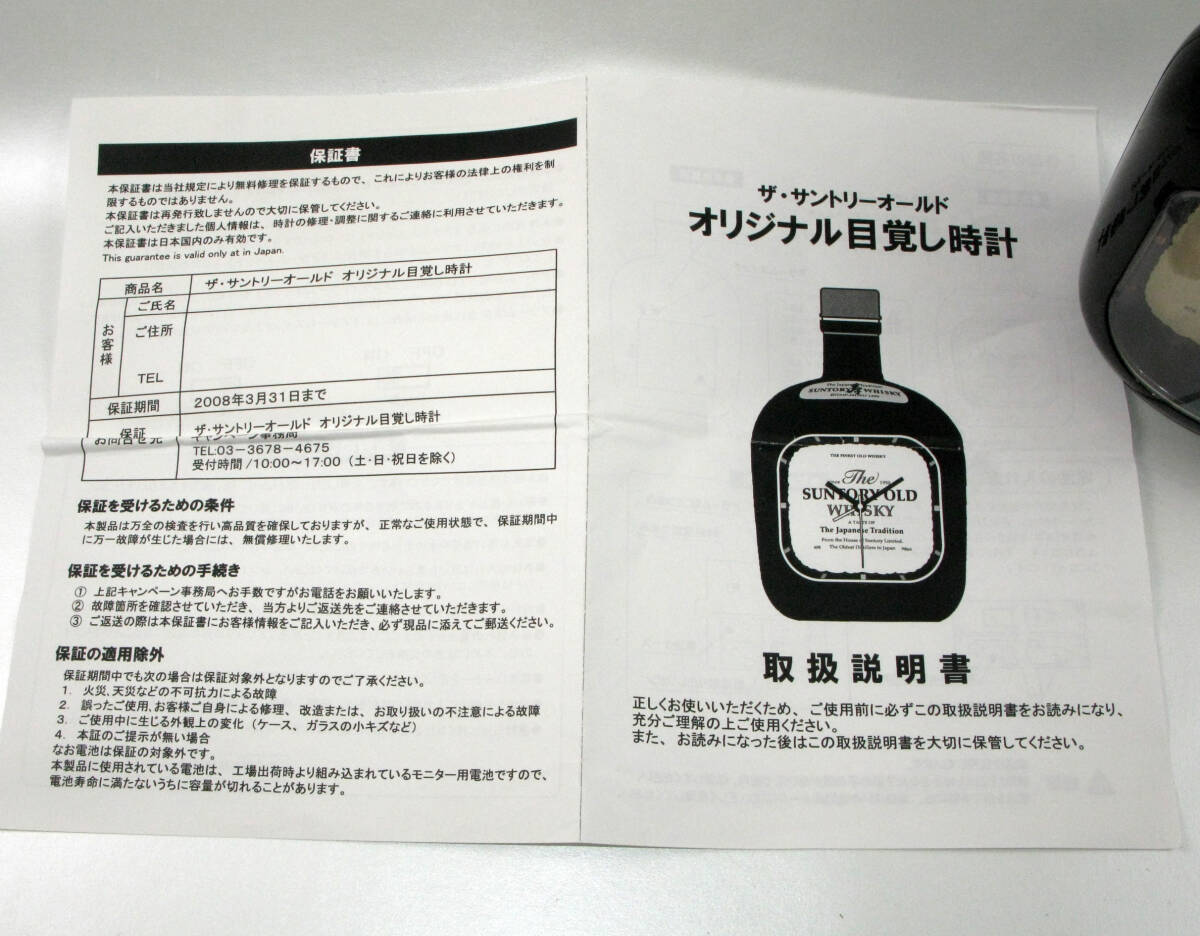 保証書
本保証書は当社規定により無料修理を保証するもので、これによりお客様の法律上の権利を制
限するものではありません。
本保証書は再発行致しませんので大切に保管してください。
ご記入いただきました個人情報は、時計の修理・調整に関するご連絡に利用させていただきます。
本保証書は日本国内のみ有効です。
This guarantee is valid only at in Japan.
商品名 ザ・サントリーオールド オリジナル目覚し時計
お客様
ご氏名
ご住所
TEL
保証期間 2008年3月31日まで
保証 ザ・サントリーオールド オリジナル目覚し時計
お問合せ先 キャンペーン事務局
TEL:03-3678-4675
受付時間/10:00~17:00(土・日・祝日を除く)
保証を受けるための条件
本製品は万全の検査を行い高品質を確保しておりますが、正常なご使用状態で、保証期間中
に万一故障が生じた場合には、無償修理いたします。
保証を受けるための手続き
① 上記キャンペーン事務局へお手数ですがお電話をお願いいたします。
② 故障箇所を確認させていただき、当方よりご返送先をご連絡させていただきます。
③ ご返送の際は本保証書にお客様情報をご記入いただき、必ず現品に添えてご郵送ください。
保証の適用除外
保証期間中でも次の場合は保証対象外となりますのでご了承ください。
1. 火災、天災などの不可抗力による故障
2. 誤ったご使用、お客様ご自身による修理、改造または、お取り扱いの不注意による故障
3. ご使用中に生じる外観上の変化(ケース、ガラスの小キズなど)
4. 本証のご提示が無い場合
なお電池は保証の対象外です。
本製品に使用されている電池は、工場出荷時より組み込まれているモニター用電池ですので、
電池寿命に満たないうちに容量が切れることがあります。
ザ・サントリーオールド
オリジナル目覚し時計
SUNTORY 寿 WHISKY
THE FINEST OLD WHISKY
The
SINCE 1950
SUNTORY OLD
WHISKY
A TASTE OF
The Japanese Tradition
From the House of Suntory Limited.
The Oldest Distillers in Japan
取扱説明書
正しくお使いいただくため、ご使用前に必ずこの取扱説明書をお読みになり、
充分ご理解の上ご使用ください。
また、お読みになった後はこの取扱説明書を大切に保管してください。